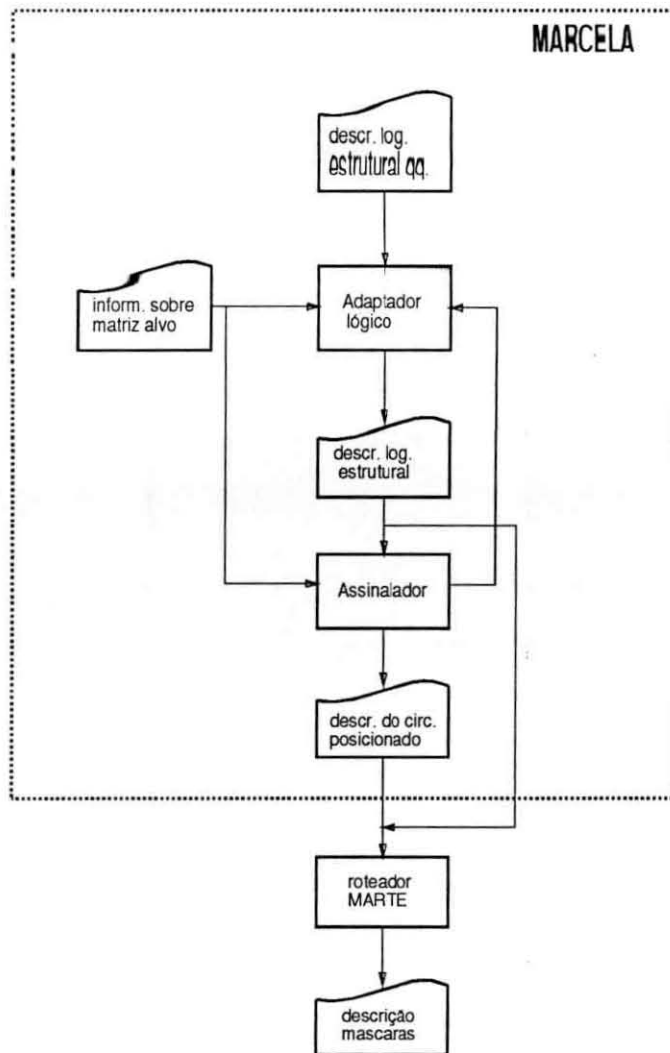 MARCELA
descr. log.
estrutural qq.
inform. sobre
matriz alvo
Adaptador
lógico
descr. log.
estrutural
Assinalador
descr. do circ.
posicionado
roteador
MARTE
descrição
mascaras